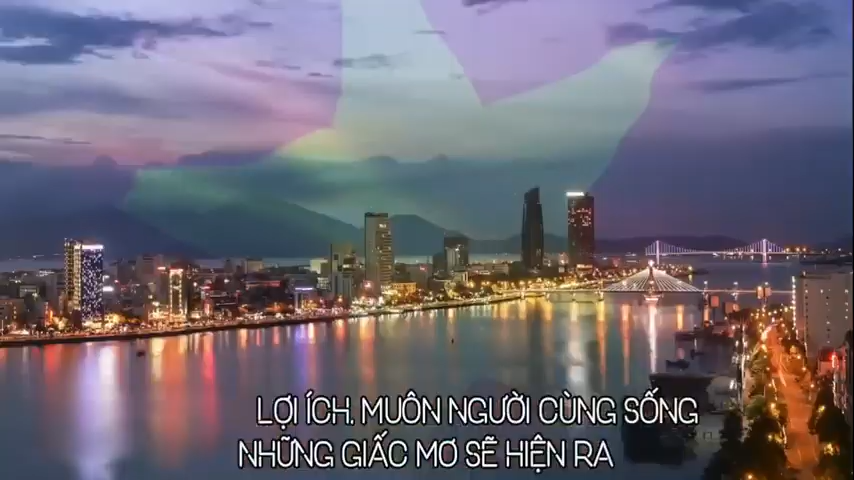 LỢI ÍCH, MUÔN NGƯỜI CÙNG SỐNG
NHỮNG GIẤC MƠ SẼ HIỆN RA